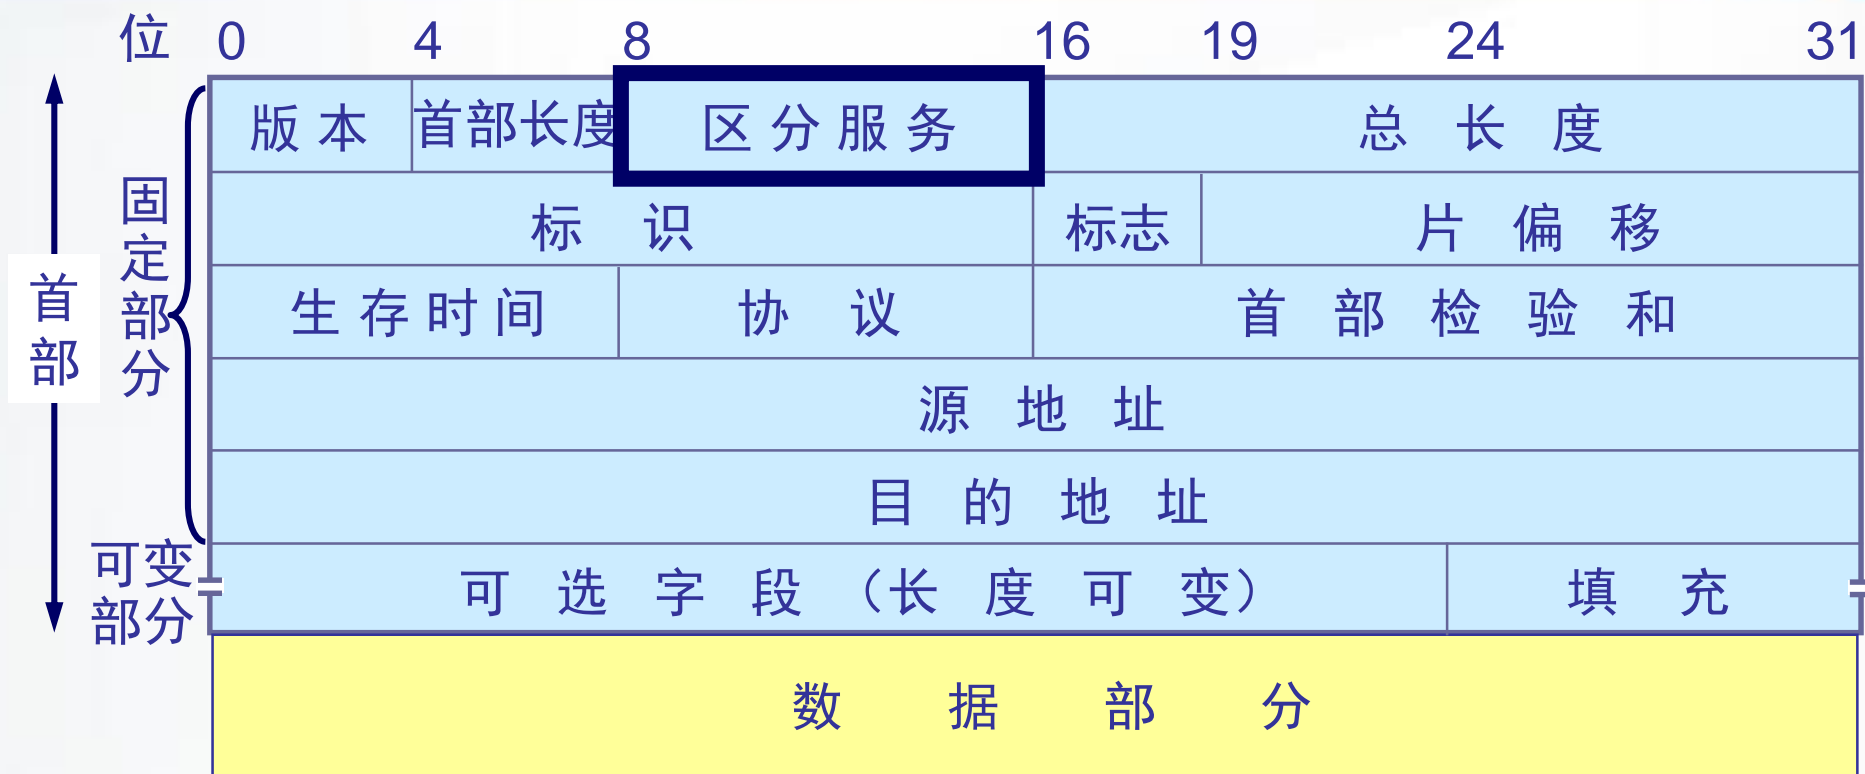 位 0 4 8 16 19 24 31
版本 首部长度 区分服务 总长度
标识 标志 片偏移
生存时间 协议 首部检验和
源地址
目的地址
可选字段（长度可变） 填充
数据部分
首部
固定部分
可变
部分